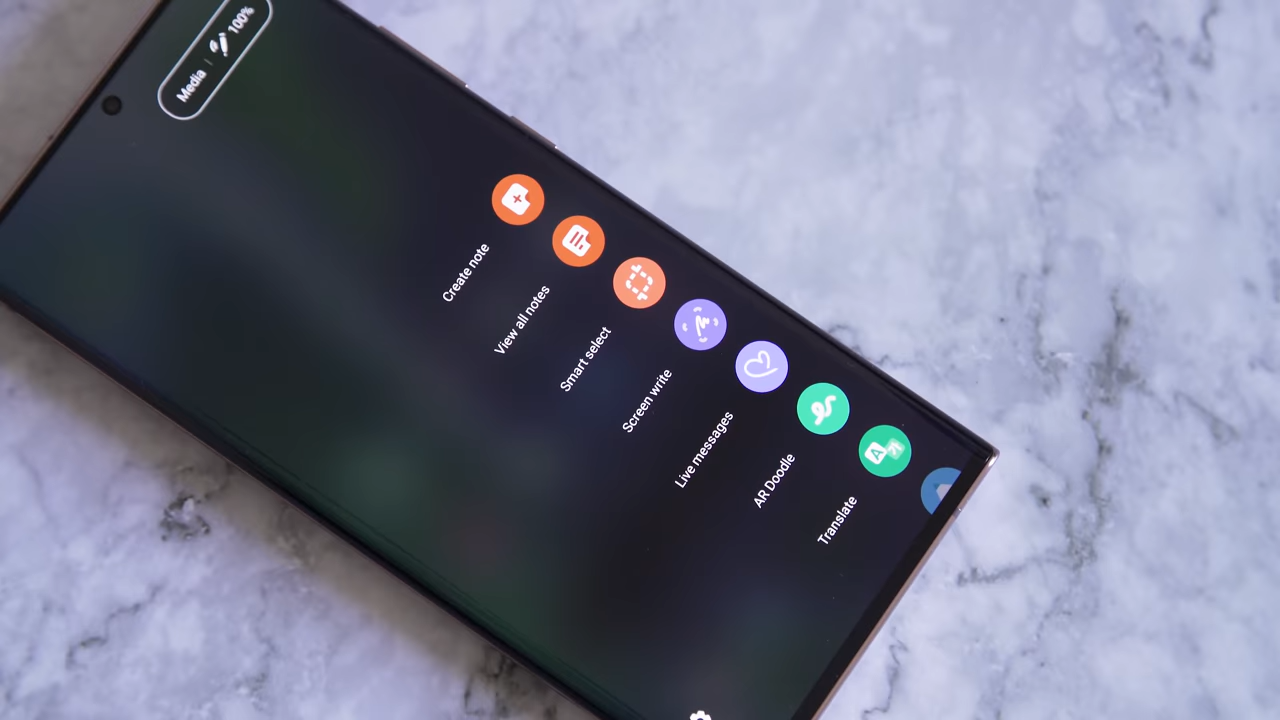 Media | 100%
Create note
View all notes
Smart select
Screen write
Live messages
AR Doodle
Translate